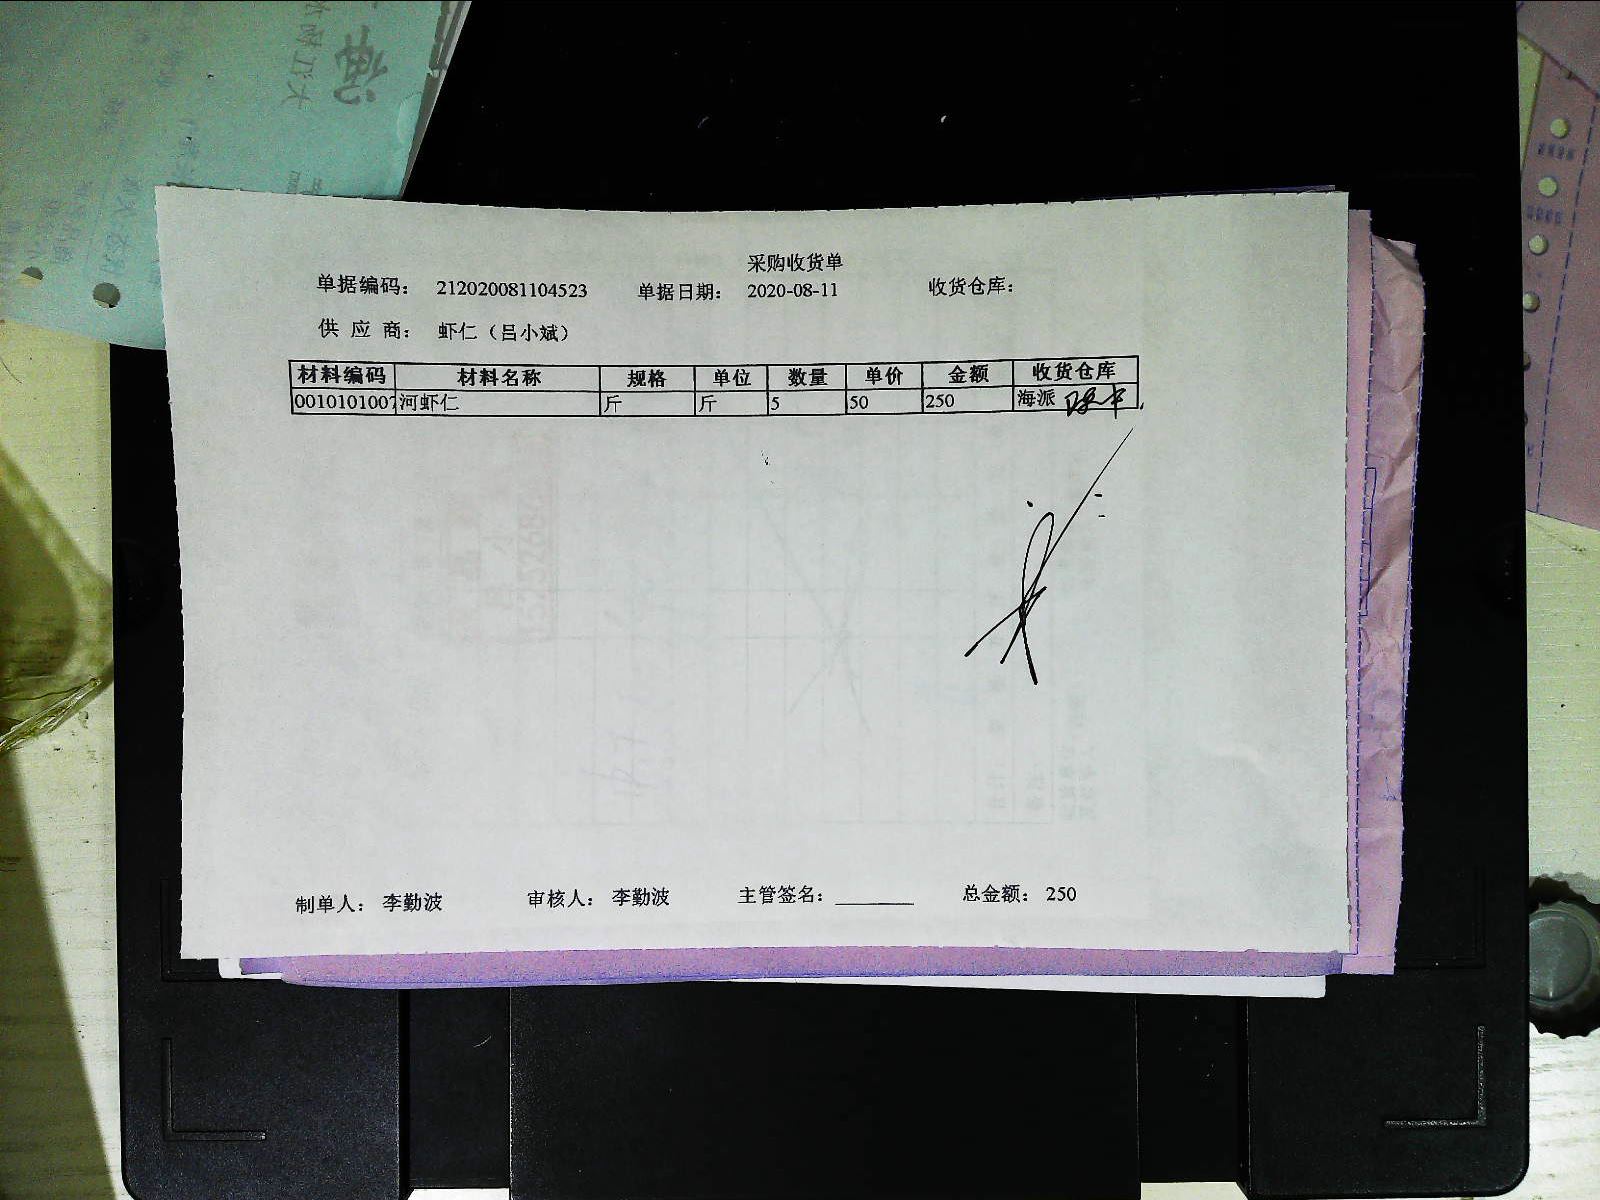 采购收货单
单据编码： 212020081104523 单据日期： 2020-08-11 收货仓库：
供 应 商： 虾仁（吕小斌）
材料编码 材料名称 规格 单位 数量 单价 金额 收货仓库
0010101007 河虾仁 斤 斤 5 50 250 海派
制单人： 李勤波 审核人： 李勤波 主管签名： 总金额： 250